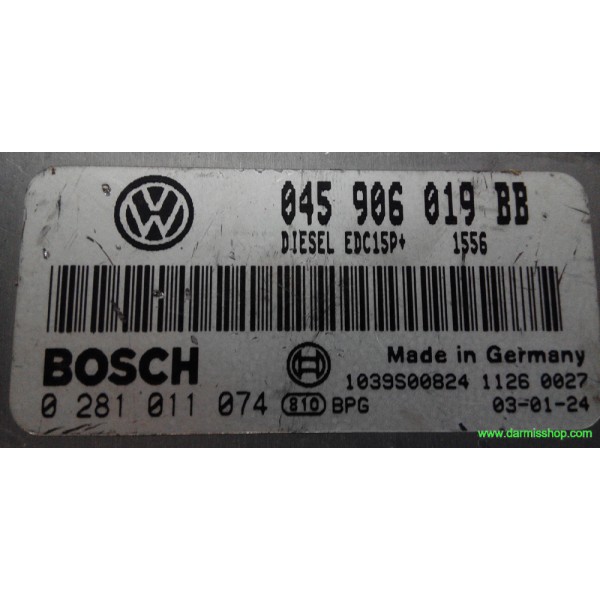 045 906 019 BB
DIESEL EDC15P+ 1556
BOSCH
Made in Germany
1039S00824 1126 0027
0 281 011 074 810 BPG 03-01-24
www.darmisshop.com